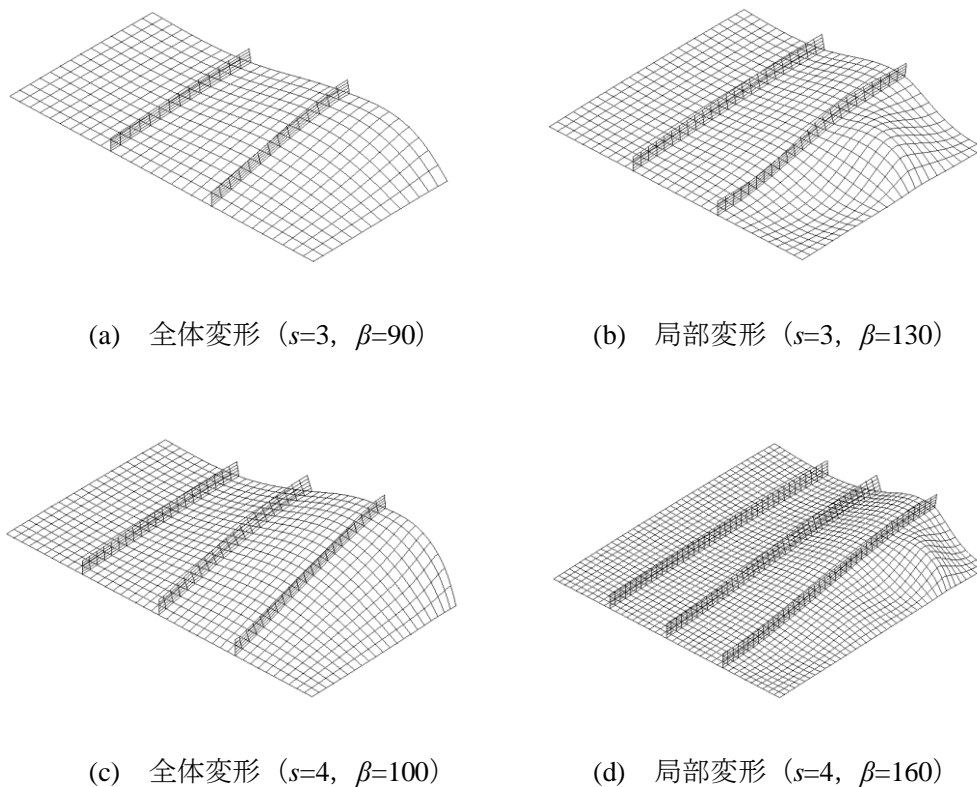 (a) 全体変形（s=3，β=90）
(b) 局部変形（s=3，β=130）
(c) 全体変形（s=4，β=100）
(d) 局部変形（s=4，β=160）